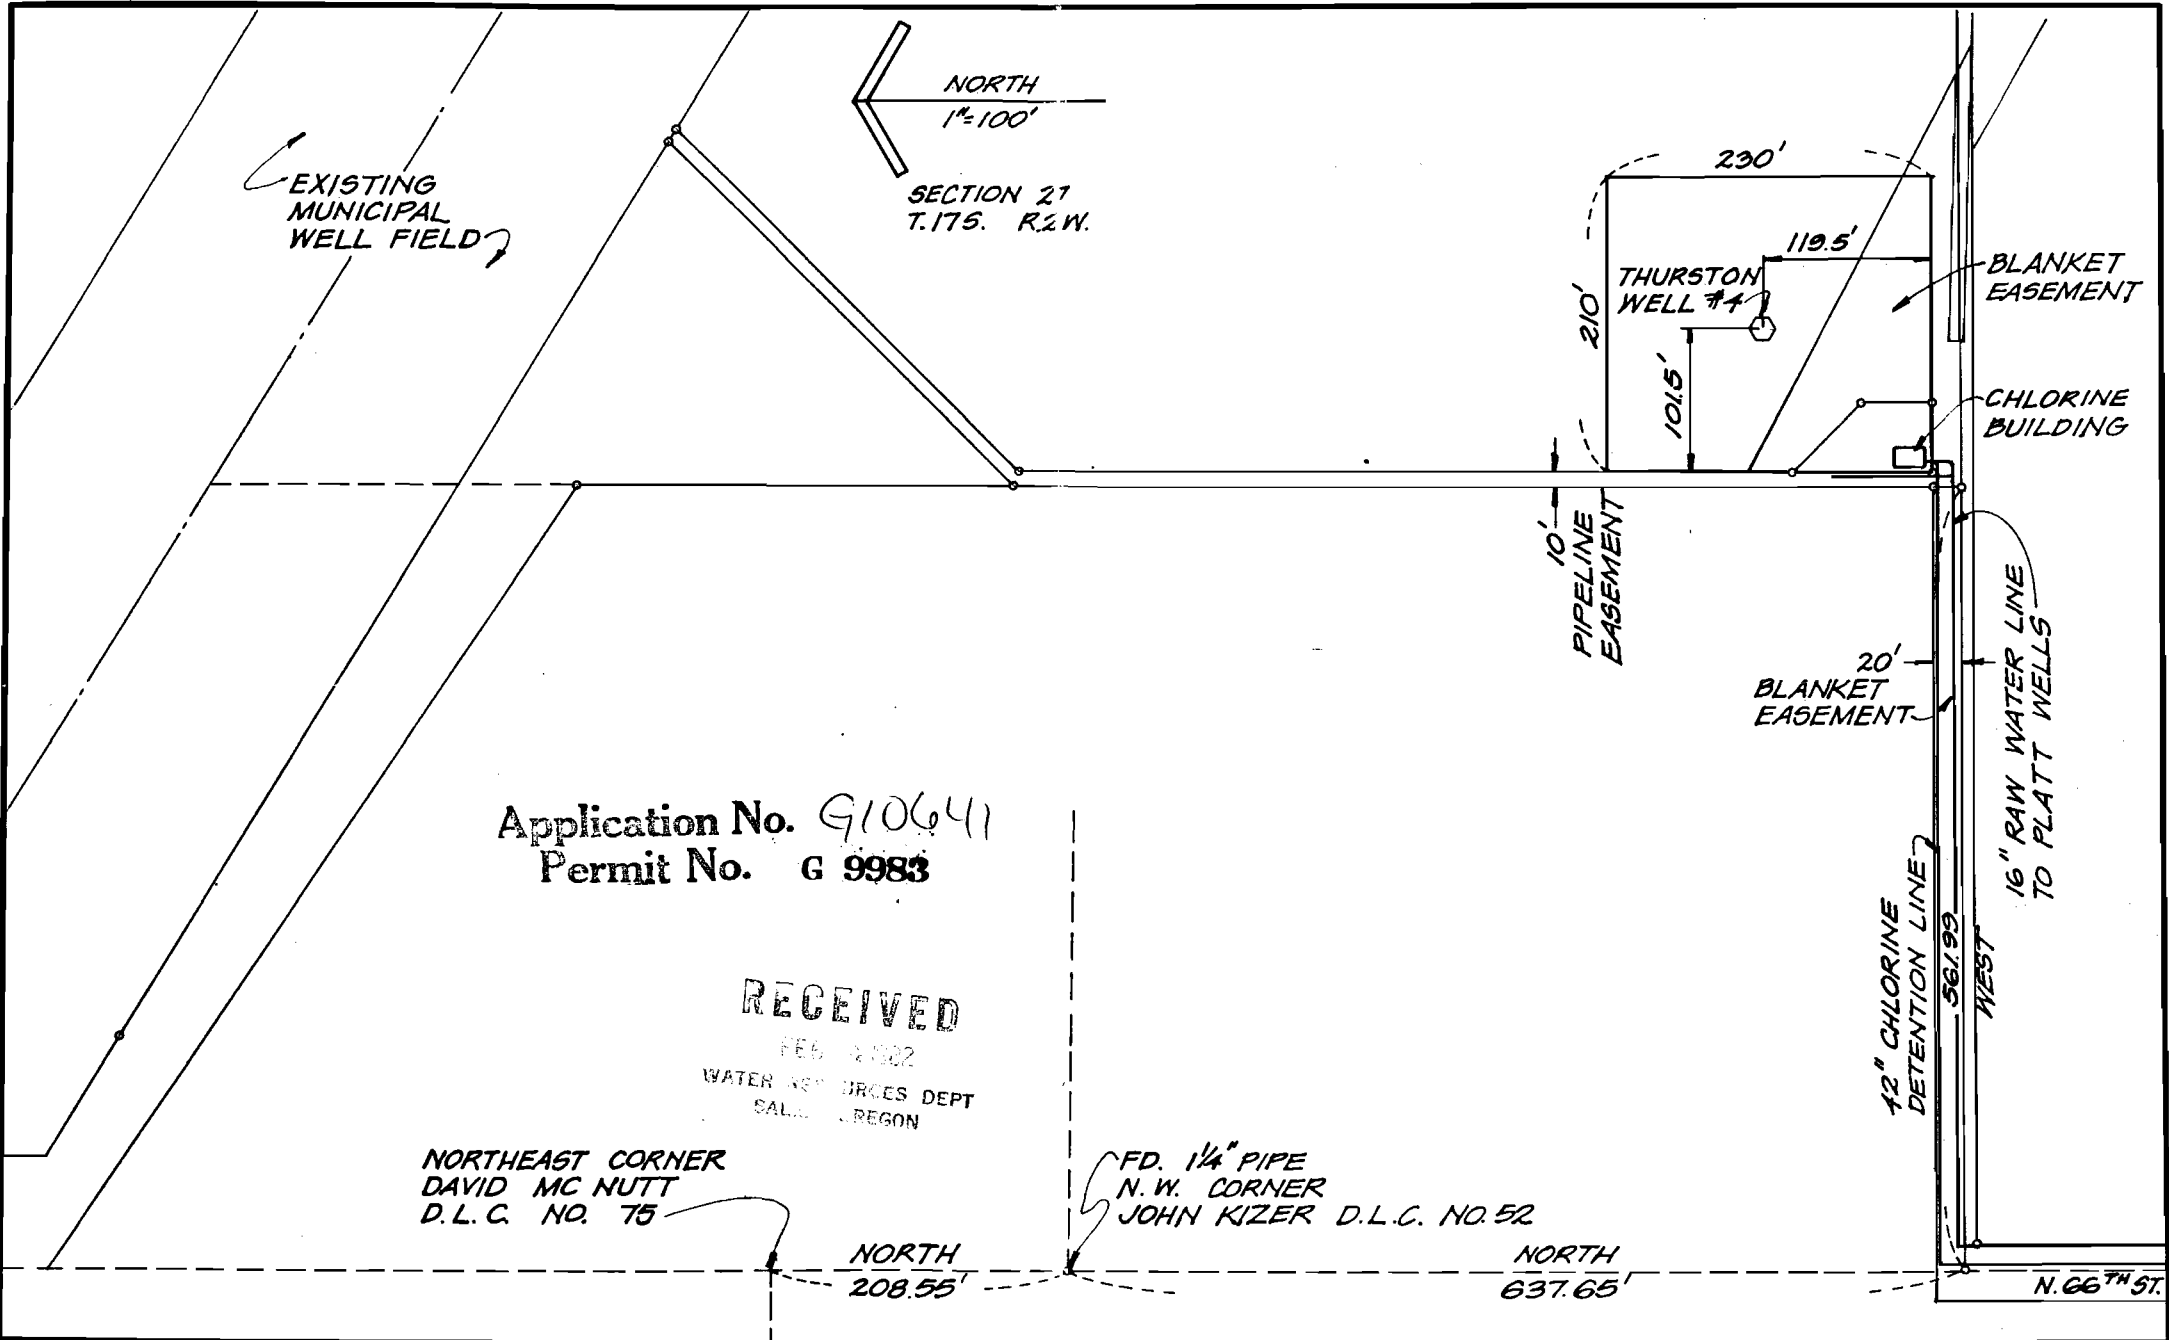 NORTH
1"=100'
SECTION 27
T.17S. R.2W.
EXISTING
MUNICIPAL
WELL FIELD
230'
119.5'
210'
THURSTON
WELL #4
101.5'
BLANKET
EASEMENT
CHLORINE
BUILDING
10'
PIPELINE
EASEMENT
20'
BLANKET
EASEMENT
16" RAW WATER LINE
TO PLATT WELLS
42" CHLORINE
DETENTION LINE
561.99
WEST
Application No. G10641
Permit No. G 9983
RECEIVED
FEB
WATER DEPT
NORTHEAST CORNER
DAVID MC NUTT
D.L.C. NO. 75
FD. 1¼" PIPE
N.W. CORNER
JOHN KIZER D.L.C. NO. 52
NORTH
208.55'
NORTH
637.65'
N. 66TH ST.